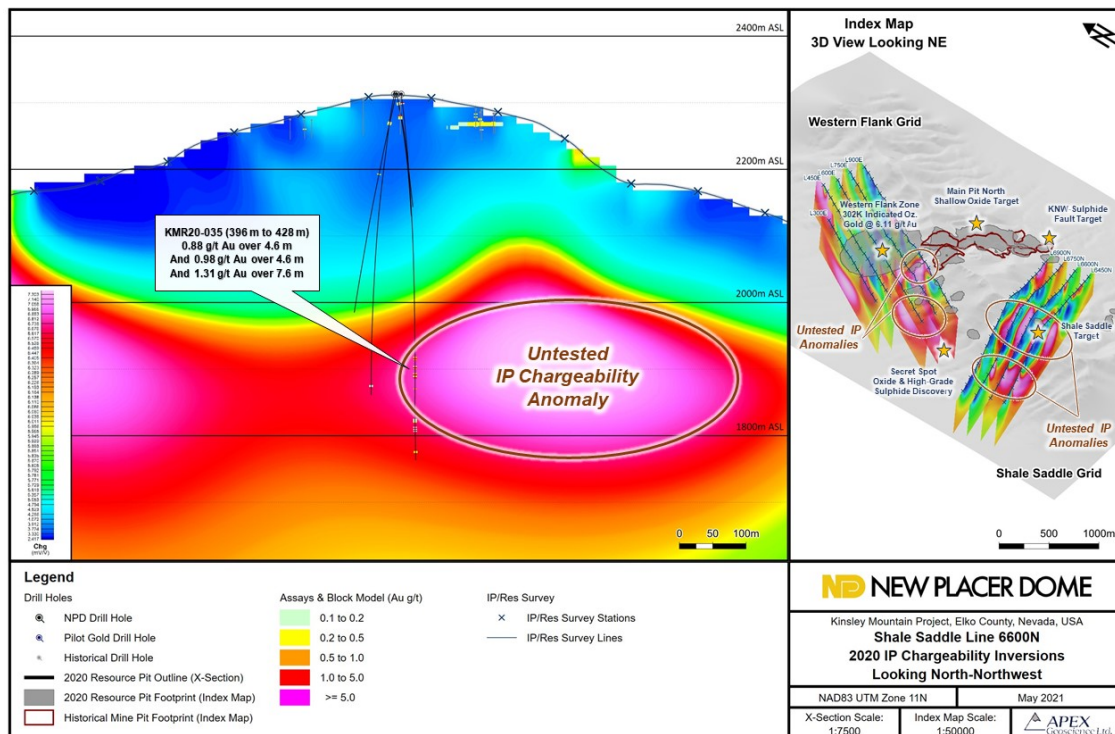 2400m ASL
2200m ASL
2000m ASL
1800m ASL
KMR20-035 (396 m to 428 m)
0.88 g/t Au over 4.6 m
And 0.98 g/t Au over 4.6 m
And 1.31 g/t Au over 7.6 m
Untested
IP Chargeability
Anomaly
Chg
(mV/V)
0 50 100m
Index Map
3D View Looking NE
N
Western Flank Grid
L900E
L750E
L600E
L450E
L300E
Western Flank Zone
302K Indicated Oz.
Gold @ 6.11 g/t Au
Main Pit North
Shallow Oxide Target
KNW Sulphide
Fault Target
L6900N
L6750N
L6600N
L6450N
Untested IP
Anomalies
Shale Saddle
Target
Secret Spot
Oxide & High-Grade
Sulphide Discovery
Untested IP
Anomalies
Shale Saddle Grid
0 500 1000m
Legend
Drill Holes
NPD Drill Hole
Pilot Gold Drill Hole
Historical Drill Hole
2020 Resource Pit Outline (X-Section)
2020 Resource Pit Footprint (Index Map)
Historical Mine Pit Footprint (Index Map)
Assays & Block Model (Au g/t)
0.1 to 0.2
0.2 to 0.5
0.5 to 1.0
1.0 to 5.0
>= 5.0
IP/Res Survey
IP/Res Survey Stations
IP/Res Survey Lines
ND NEW PLACER DOME
Kinsley Mountain Project, Elko County, Nevada, USA
Shale Saddle Line 6600N
2020 IP Chargeability Inversions
Looking North-Northwest
NAD83 UTM Zone 11N
May 2021
X-Section Scale:
1:7500
Index Map Scale:
1:50000
APEX
Geoscience Ltd.